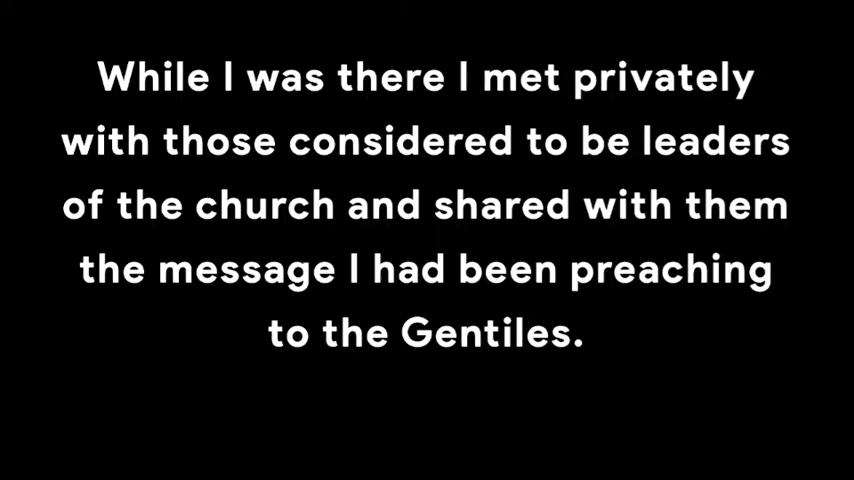 While I was there I met privately
with those considered to be leaders
of the church and shared with them
the message I had been preaching
to the Gentiles.